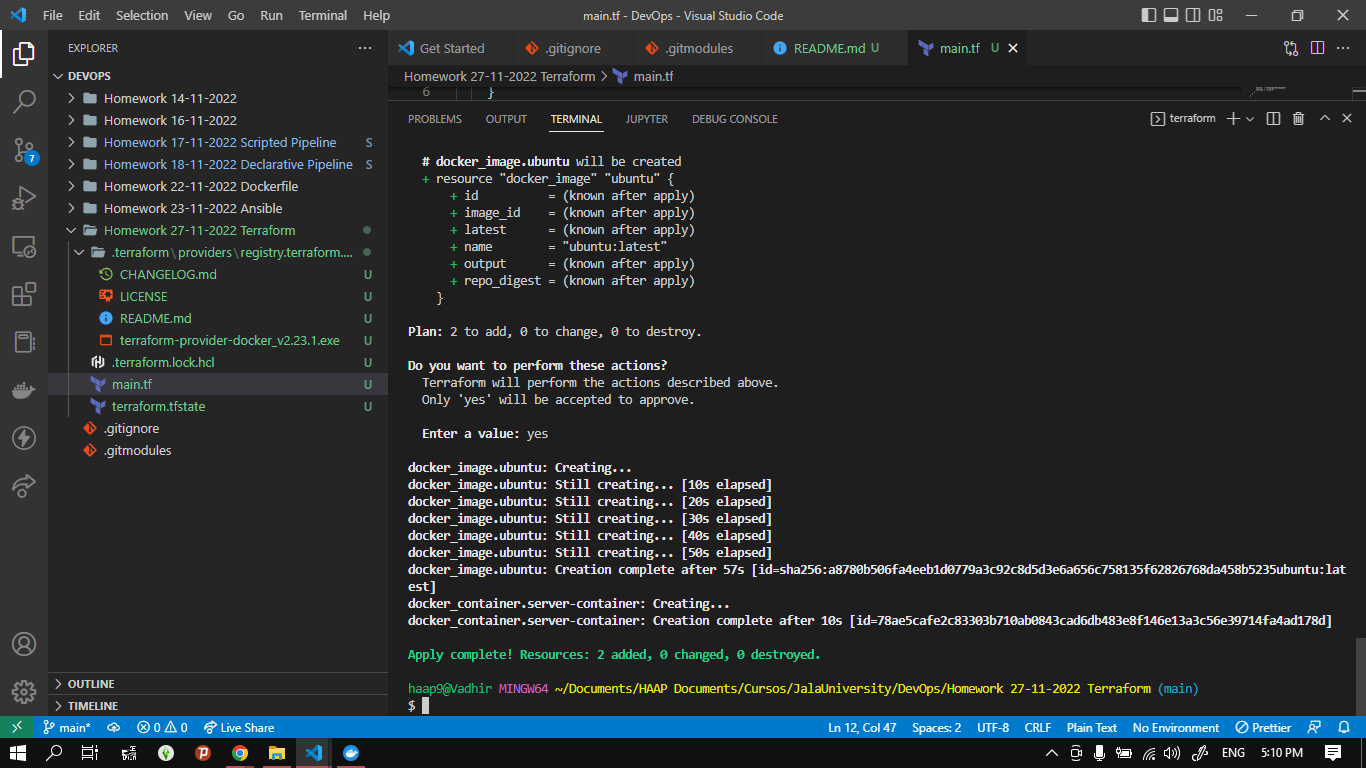 File Edit Selection View Go Run Terminal Help
main.tf - DevOps - Visual Studio Code
EXPLORER
DEVOPS
Homework 14-11-2022
Homework 16-11-2022
Homework 17-11-2022 Scripted Pipeline S
Homework 18-11-2022 Declarative Pipeline S
Homework 22-11-2022 Dockerfile
Homework 23-11-2022 Ansible
Homework 27-11-2022 Terraform
.terraform\providers\registry.terraform....
CHANGELOG.md U
LICENSE U
README.md U
terraform-provider-docker_v2.23.1.exe U
.terraform.lock.hcl U
main.tf U
terraform.tfstate U
.gitignore
.gitmodules
OUTLINE
TIMELINE
7
Get Started .gitignore .gitmodules README.md U main.tf U
Homework 27-11-2022 Terraform > main.tf
6 }
PROBLEMS OUTPUT TERMINAL JUPYTER DEBUG CONSOLE
terraform
# docker_image.ubuntu will be created
+ resource "docker_image" "ubuntu" {
+ id = (known after apply)
+ image_id = (known after apply)
+ latest = (known after apply)
+ name = "ubuntu:latest"
+ output = (known after apply)
+ repo_digest = (known after apply)
}
Plan: 2 to add, 0 to change, 0 to destroy.
Do you want to perform these actions?
Terraform will perform the actions described above.
Only 'yes' will be accepted to approve.
Enter a value: yes
docker_image.ubuntu: Creating...
docker_image.ubuntu: Still creating... [10s elapsed]
docker_image.ubuntu: Still creating... [20s elapsed]
docker_image.ubuntu: Still creating... [30s elapsed]
docker_image.ubuntu: Still creating... [40s elapsed]
docker_image.ubuntu: Still creating... [50s elapsed]
docker_image.ubuntu: Creation complete after 57s [id=sha256:a8780b506fa4eeb1d0779a3c92c8d5d3e6a656c758135f62826768da458b5235ubuntu:lat
est]
docker_container.server-container: Creating...
docker_container.server-container: Creation complete after 10s [id=78ae5cafe2c83303b710ab0843cad6db483e8f146e13a3c56e39714fa4ad178d]
Apply complete! Resources: 2 added, 0 changed, 0 destroyed.
haap9@Vadhir MINGW64 ~/Documents/HAAP Documents/Cursos/JalaUniversity/DevOps/Homework 27-11-2022 Terraform (main)
$
main* 0 0 Live Share Ln 12, Col 47 Spaces: 2 UTF-8 CRLF Plain Text No Environment Prettier
ENG 5:10 PM